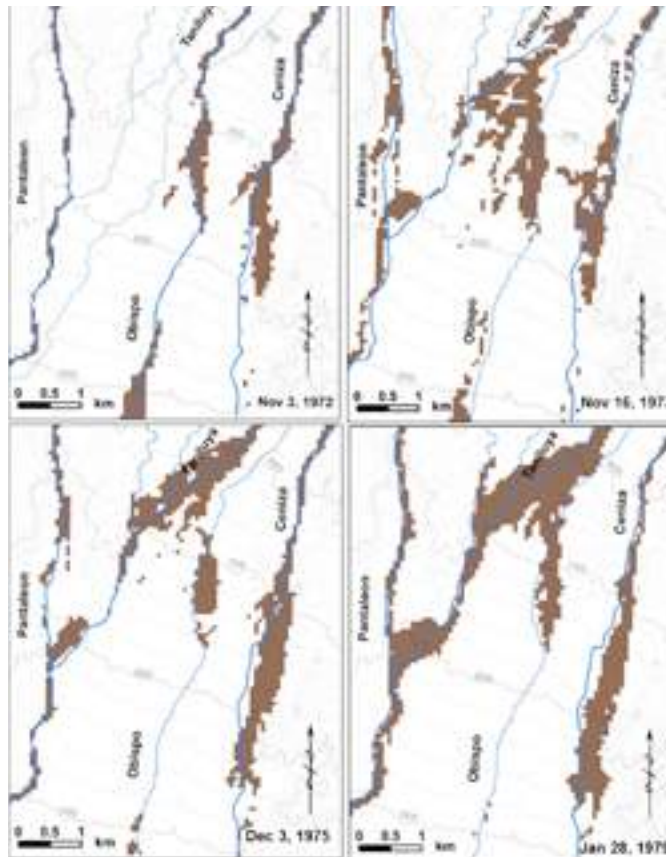 Pantaleon
Taniluya
Ceniza
Obispo
0 0.5 1
km
Nov 3, 1972
Pantaleon
Taniluya
Ceniza
Obispo
0 0.5 1
km
Nov 16, 197
Pantaleon
Ceniza
Obispo
0 0.5 1
km
Dec 3, 1975
Pantaleon
Ceniza
Obispo
0 0.5 1
km
Jan 28, 197